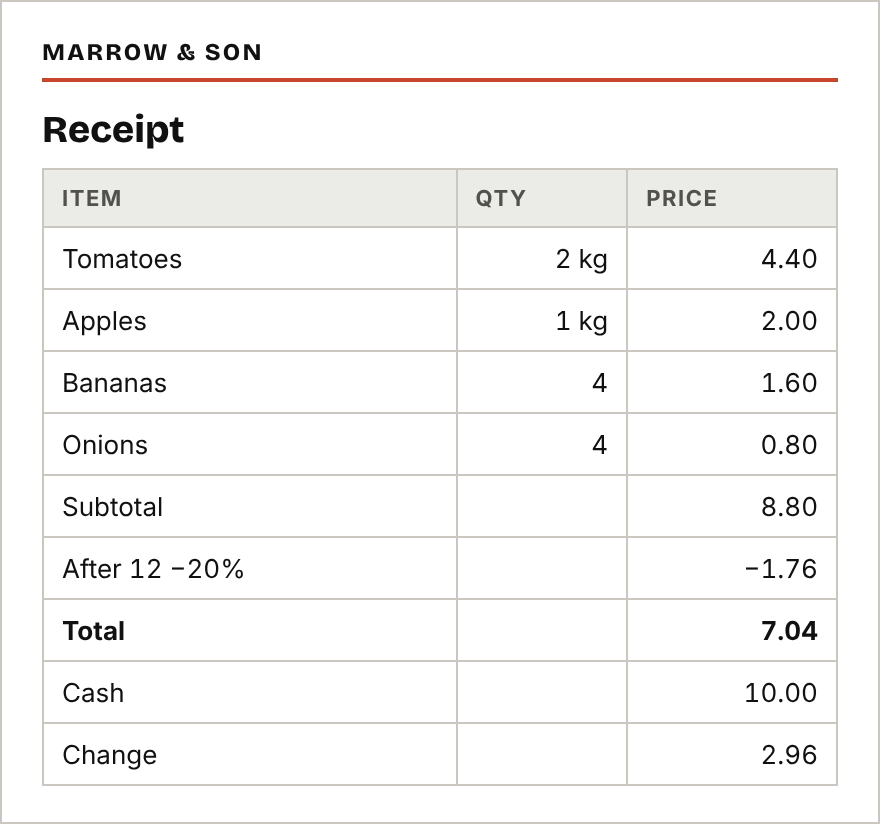 MARROW & SON
Receipt
ITEM QTY PRICE
Tomatoes 2 kg 4.40
Apples 1 kg 2.00
Bananas 4 1.60
Onions 4 0.80
Subtotal 8.80
After 12 −20% −1.76
Total 7.04
Cash 10.00
Change 2.96